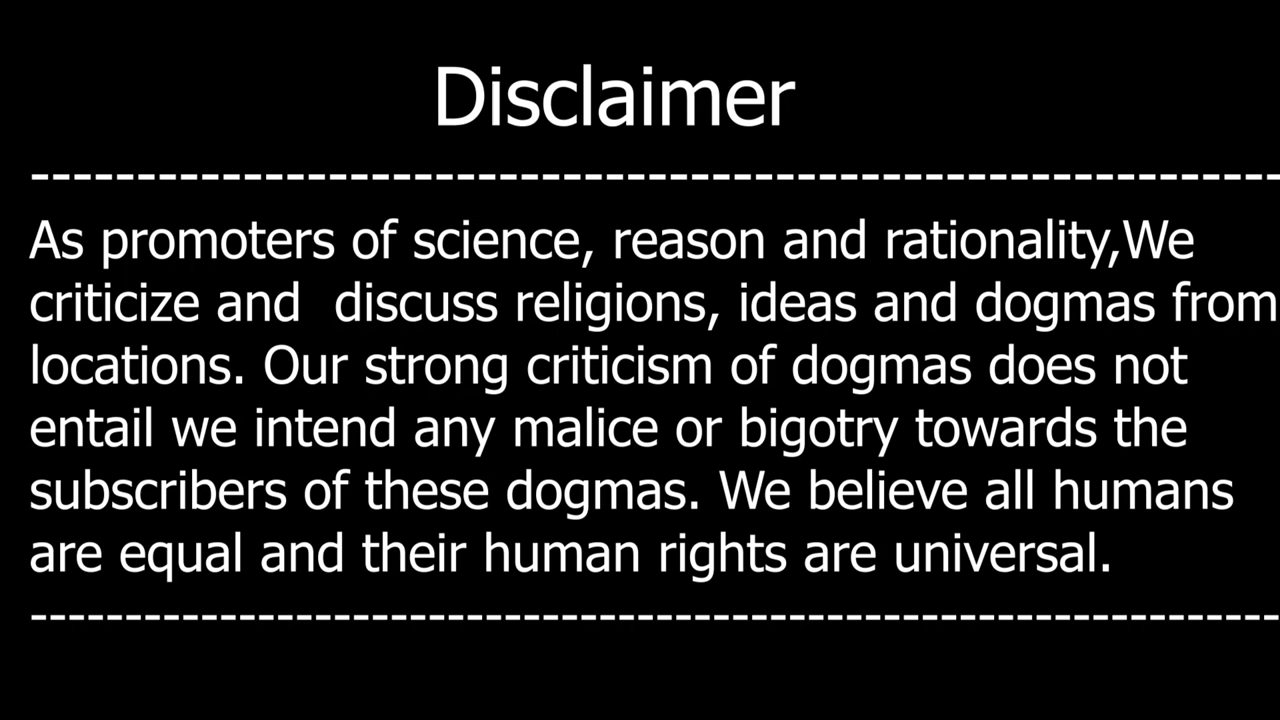 Disclaimer
------------------------------------------------------------
As promoters of science, reason and rationality,We
criticize and  discuss religions, ideas and dogmas from
locations. Our strong criticism of dogmas does not
entail we intend any malice or bigotry towards the
subscribers of these dogmas. We believe all humans
are equal and their human rights are universal.
------------------------------------------------------------------